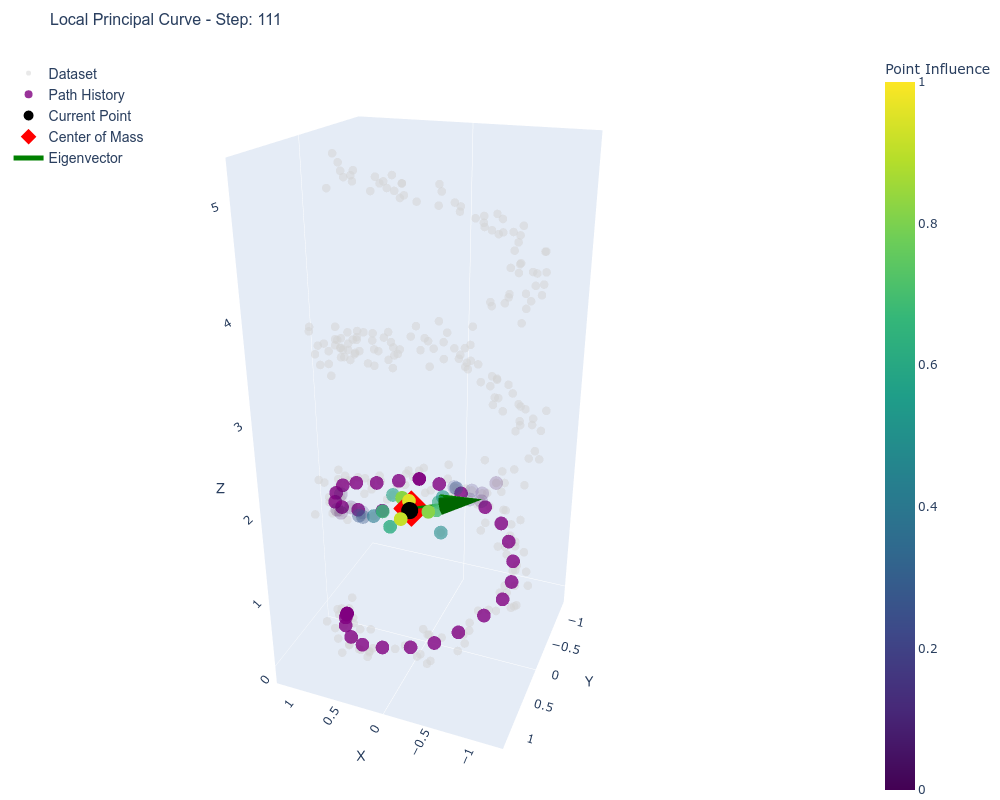 Local Principal Curve - Step: 111
Dataset
Path History
Current Point
Center of Mass
Eigenvector
Point Influence
1
0.8
0.6
0.4
0.2
0
5
4
3
Z
2
1
0
1
0.5
0
−0.5
−1
X
−1
−0.5
0
0.5
1
Y